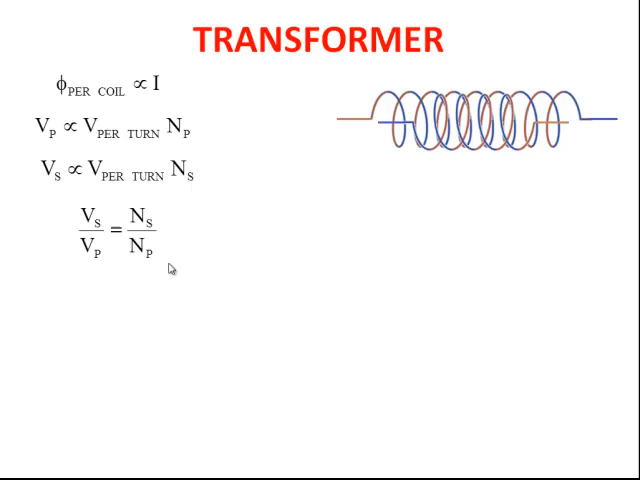 TRANSFORMER
ϕPER COIL ∝ I
VP ∝ VPER TURN NP
VS ∝ VPER TURN NS
VS/VP = NS/NP